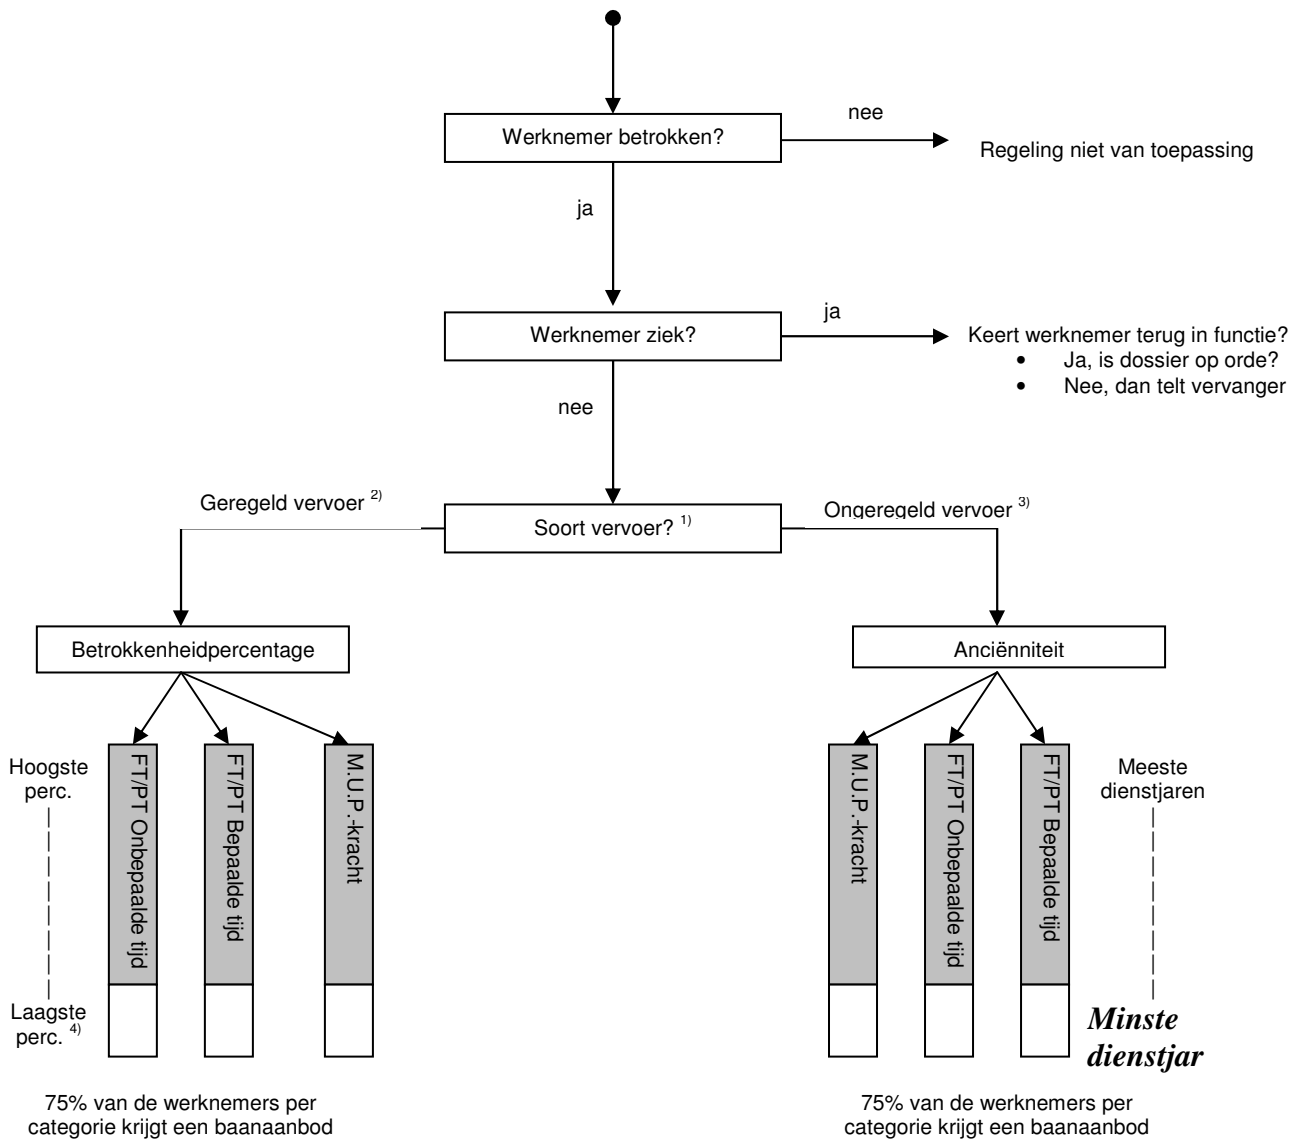 nee
Werknemer betrokken?
Regeling niet van toepassing
ja
ja
Werknemer ziek?
Keert werknemer terug in functie?
• Ja, is dossier op orde?
• Nee, dan telt vervanger
nee
Geregeld vervoer 2)
Soort vervoer? 1)
Ongeregeld vervoer 3)
Betrokkenheidpercentage
Anciënniteit
Hoogste
perc.
FT/PT Onbepaalde tijd
FT/PT Bepaalde tijd
M.U.P.-kracht
Laagste
perc. 4)
M.U.P.-kracht
FT/PT Onbepaalde tijd
FT/PT Bepaalde tijd
Meeste
dienstjaren
Minste
dienstjar
75% van de werknemers per
categorie krijgt een baanaanbod
75% van de werknemers per
categorie krijgt een baanaanbod